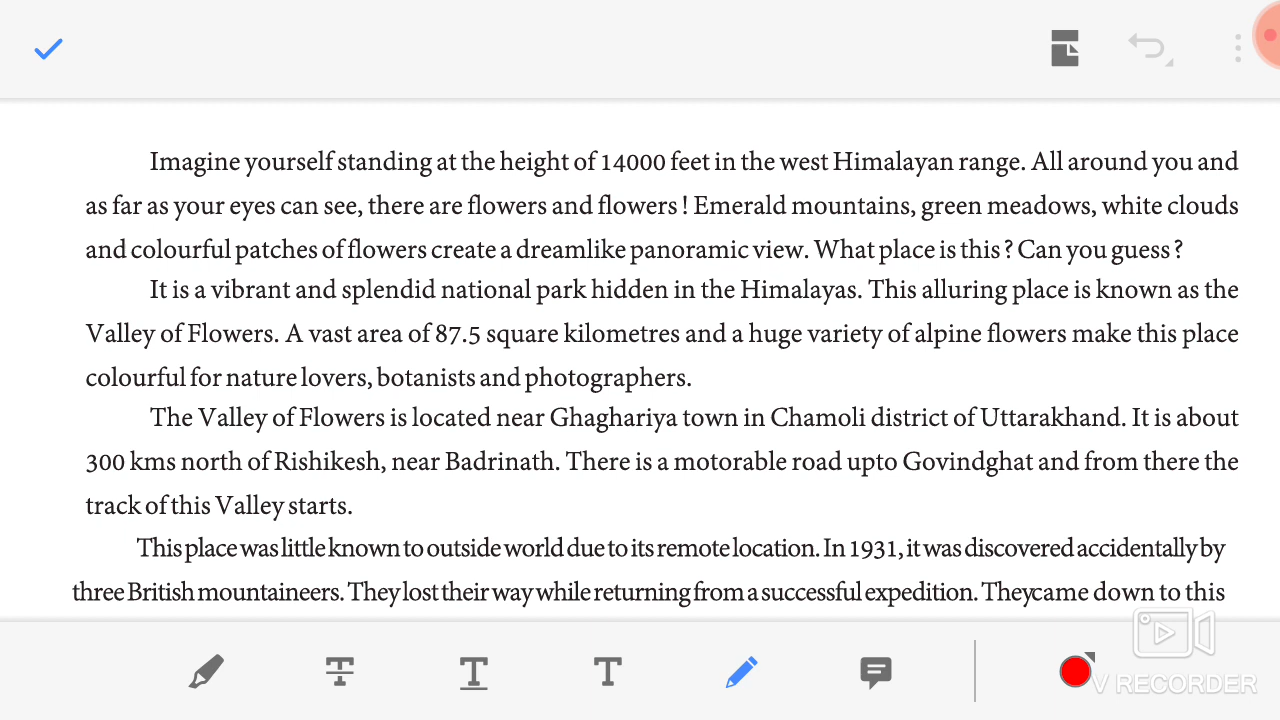 Imagine yourself standing at the height of 14000 feet in the west Himalayan range. All around you and
as far as your eyes can see, there are flowers and flowers ! Emerald mountains, green meadows, white clouds
and colourful patches of flowers create a dreamlike panoramic view. What place is this ? Can you guess ?
It is a vibrant and splendid national park hidden in the Himalayas. This alluring place is known as the
Valley of Flowers. A vast area of 87.5 square kilometres and a huge variety of alpine flowers make this place
colourful for nature lovers, botanists and photographers.
The Valley of Flowers is located near Ghaghariya town in Chamoli district of Uttarakhand. It is about
300 kms north of Rishikesh, near Badrinath. There is a motorable road upto Govindghat and from there the
track of this Valley starts.
This place was little known to outside world due to its remote location. In 1931, it was discovered accidentally by
three British mountaineers. They lost their way while returning from a successful expedition. They came down to this
V RECORDER